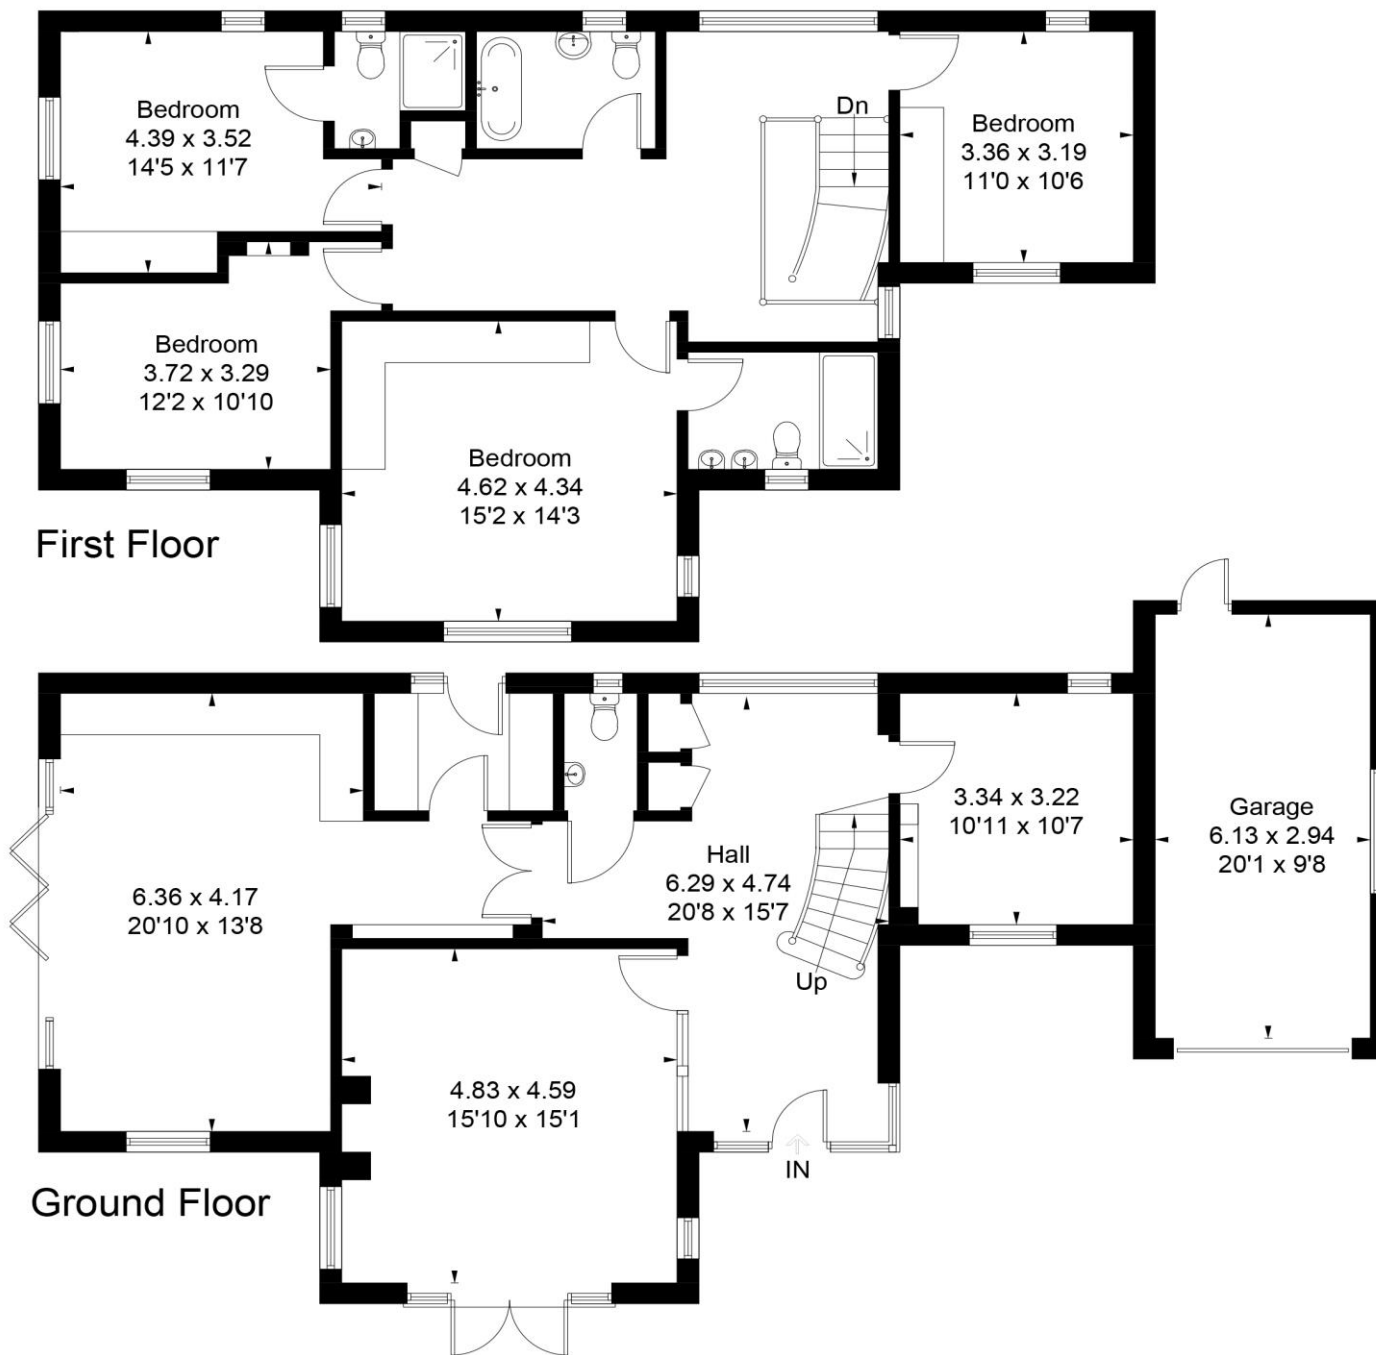 Bedroom
4.39 x 3.52
14'5 x 11'7
Dn
Bedroom
3.36 x 3.19
11'0 x 10'6
Bedroom
3.72 x 3.29
12'2 x 10'10
Bedroom
4.62 x 4.34
15'2 x 14'3
First Floor
6.36 x 4.17
20'10 x 13'8
Hall
6.29 x 4.74
20'8 x 15'7
3.34 x 3.22
10'11 x 10'7
Garage
6.13 x 2.94
20'1 x 9'8
Up
4.83 x 4.59
15'10 x 15'1
IN
Ground Floor